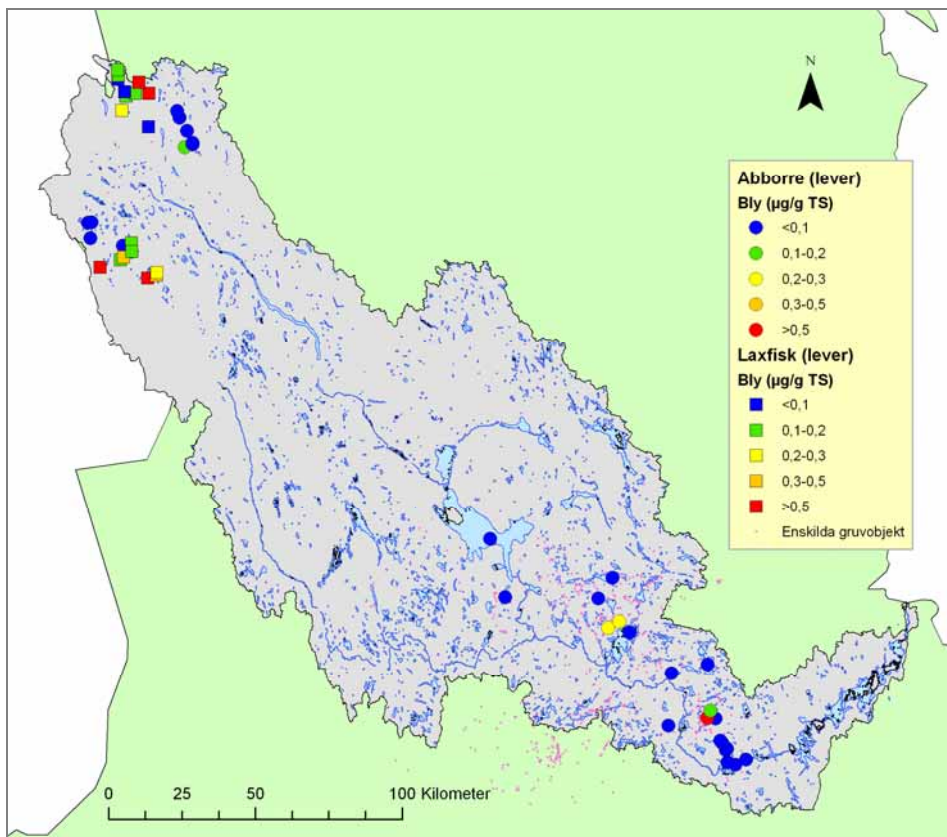 N
Abborre (lever)
Bly (µg/g TS)
<0,1
0,1-0,2
0,2-0,3
0,3-0,5
>0,5
Laxfisk (lever)
Bly (µg/g TS)
<0,1
0,1-0,2
0,2-0,3
0,3-0,5
>0,5
Enskilda gruvobjekt
0 25 50 100 Kilometer